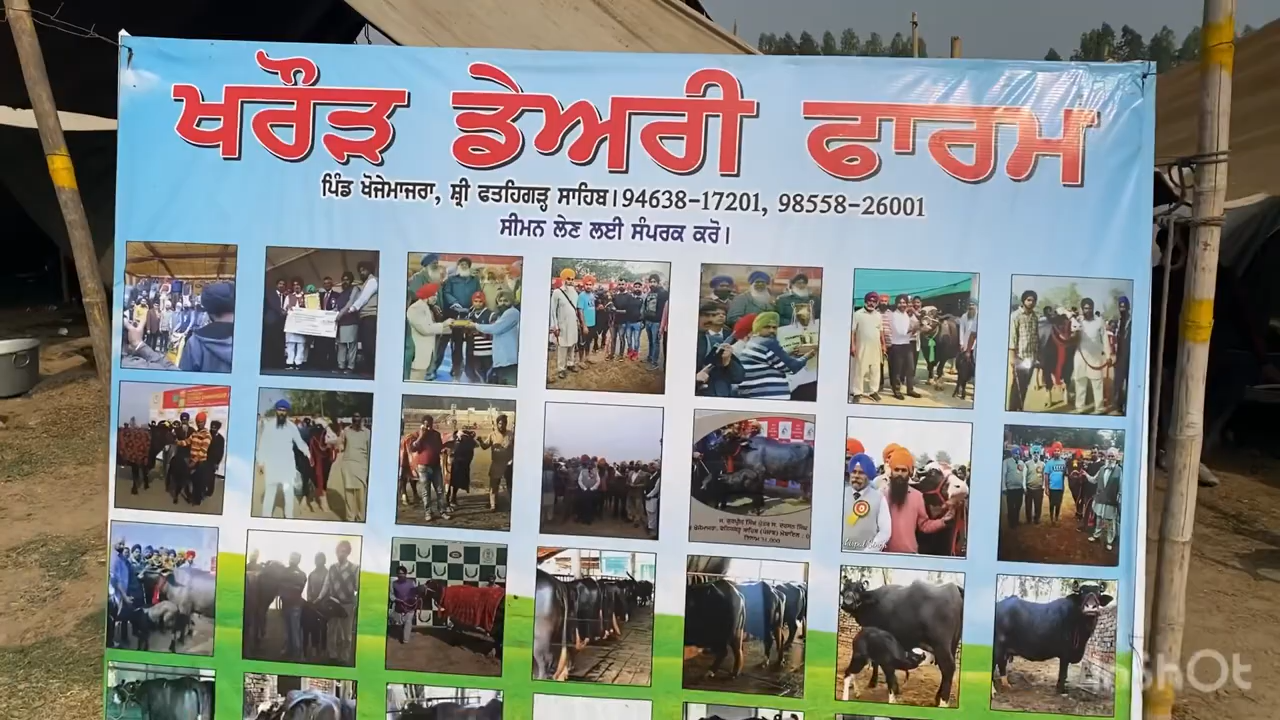 ਖਰੌੜ ਡੇਅਰੀ ਫਾਰਮ
ਪਿੰਡ ਖੋਜੇਮਾਜਰਾ, ਸ਼੍ਰੀ ਫਤਹਿਗੜ੍ਹ ਸਾਹਿਬ। 94638-17201, 98558-26001
ਸੀਮਨ ਲੇਣ ਲਈ ਸੰਪਰਕ ਕਰੋ।